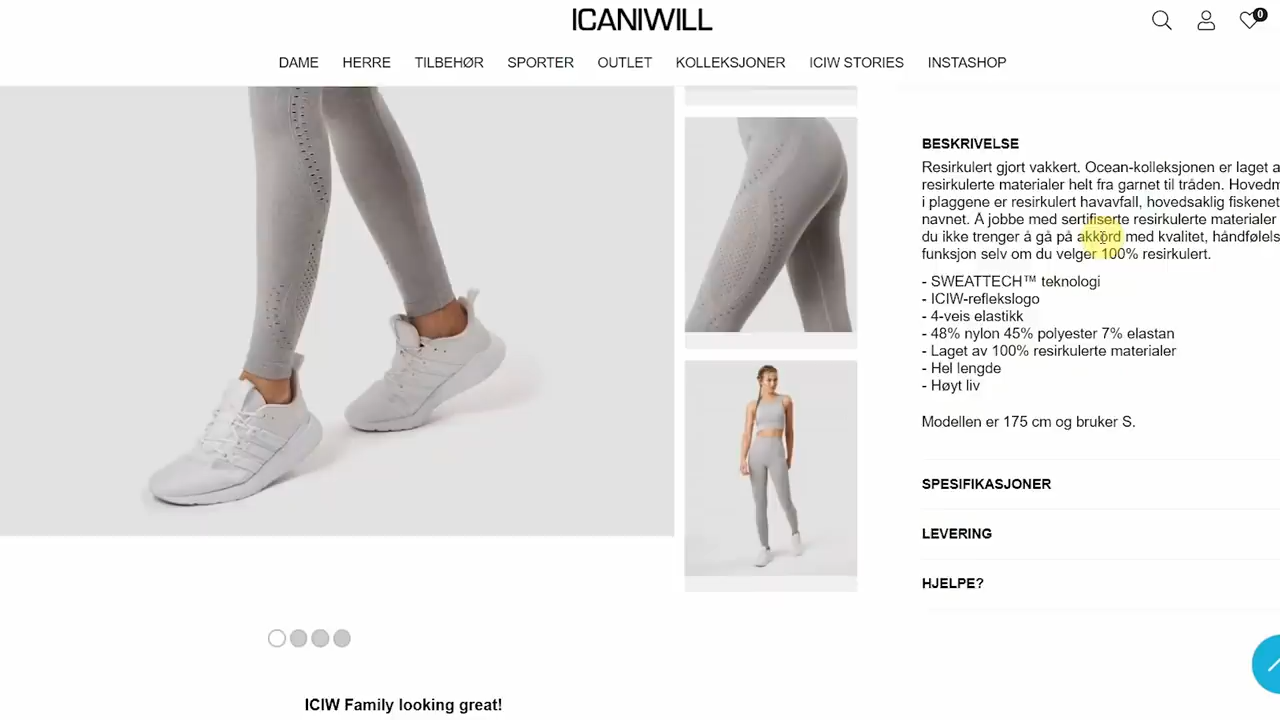 ICANIWILL
0
DAME HERRE TILBEHØR SPORTER OUTLET KOLLEKSJONER ICIW STORIES INSTASHOP
BESKRIVELSE
Resirkulert gjort vakkert. Ocean-kolleksjonen er laget a
resirkulerte materialer helt fra garnet til tråden. Hovedm
i plaggene er resirkulert havavfall, hovedsaklig fiskenet
navnet. Å jobbe med sertifiserte resirkulerte materialer
du ikke trenger å gå på akkord med kvalitet, håndfølels
funksjon selv om du velger 100% resirkulert.
- SWEATTECH™ teknologi
- ICIW-reflekslogo
- 4-veis elastikk
- 48% nylon 45% polyester 7% elastan
- Laget av 100% resirkulerte materialer
- Hel lengde
- Høyt liv
Modellen er 175 cm og bruker S.
SPESIFIKASJONER
LEVERING
HJELPE?
ICIW Family looking great!